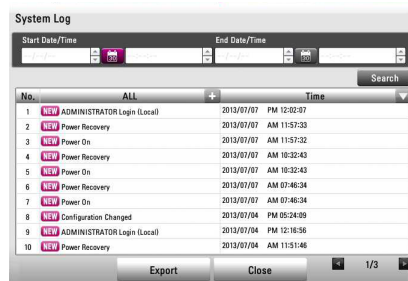 System Log
Start Date/Time End Date/Time
30 30
Search
No. ALL + Time
1 NEW ADMINISTRATOR Login (Local) 2013/07/07 PM 12:02:07
2 NEW Power Recovery 2013/07/07 AM 11:57:33
3 NEW Power On 2013/07/07 AM 11:57:32
4 NEW Power Recovery 2013/07/07 AM 10:32:43
5 NEW Power On 2013/07/07 AM 10:32:43
6 NEW Power Recovery 2013/07/07 AM 07:46:34
7 NEW Power On 2013/07/07 AM 07:46:34
8 NEW Configuration Changed 2013/07/04 PM 05:24:09
9 NEW ADMINISTRATOR Login (Local) 2013/07/04 PM 12:16:56
10 NEW Power Recovery 2013/07/04 AM 11:51:46
Export Close 1/3